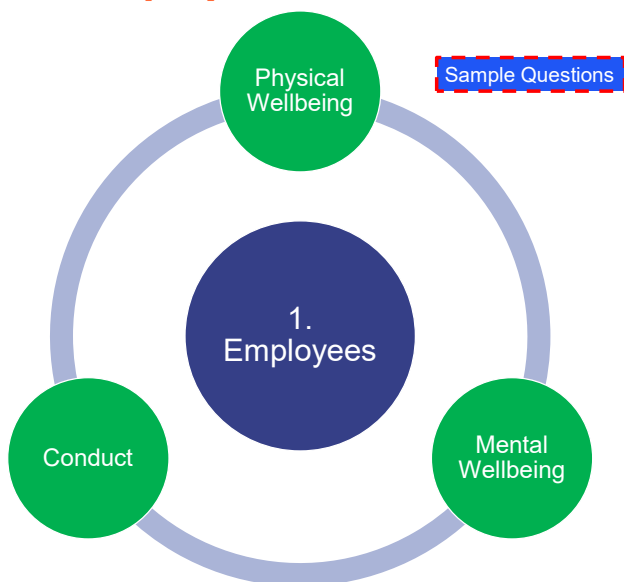 Physical
Wellbeing
Sample Questions
1.
Employees
Conduct
Mental
Wellbeing